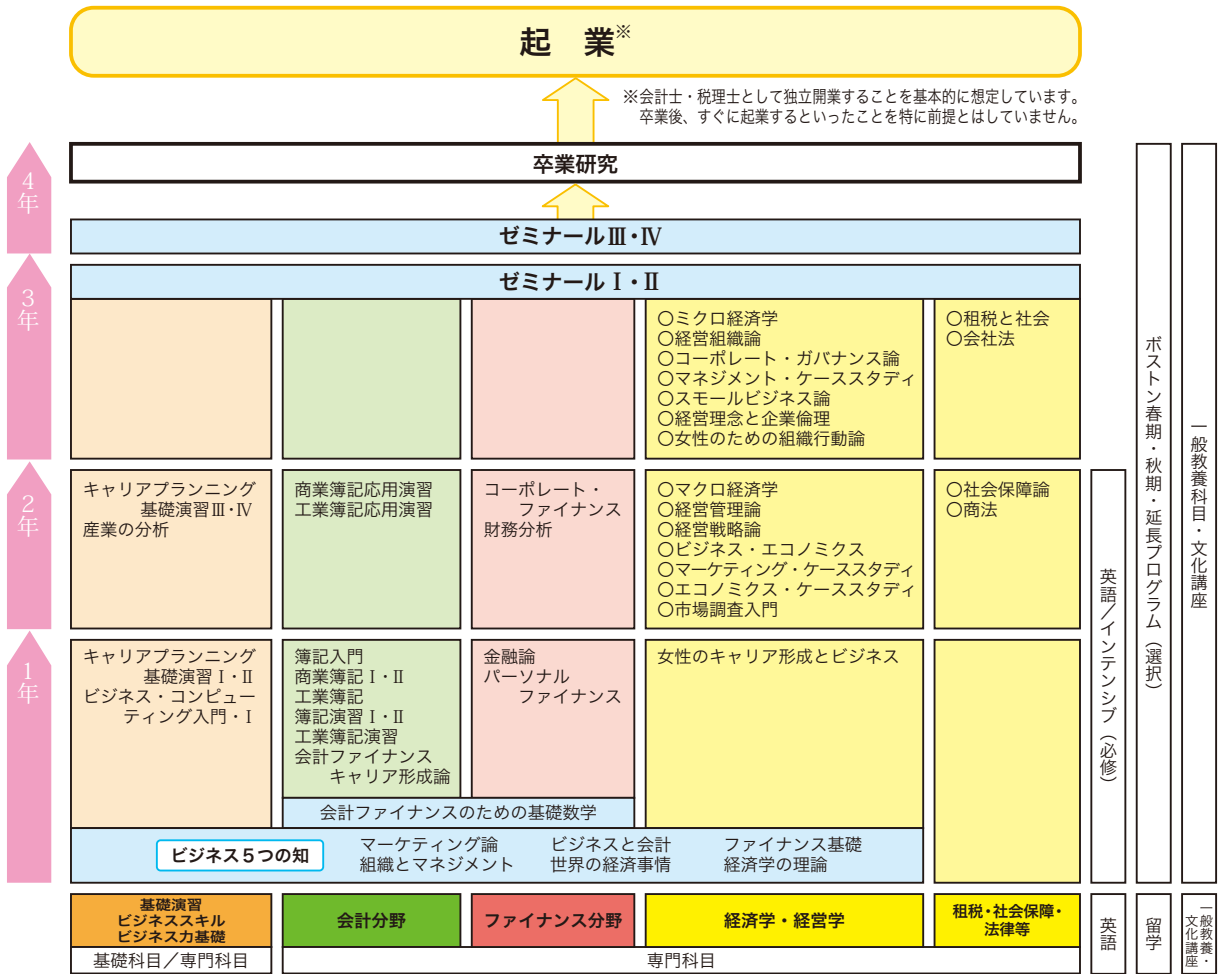 起 業※
※会計士・税理士として独立開業することを基本的に想定しています。
卒業後、すぐに起業するといったことを特に前提とはしていません。
4年
卒業研究
ゼミナールⅢ・Ⅳ
3年
ゼミナールⅠ・Ⅱ
○ミクロ経済学
○経営組織論
○コーポレート・ガバナンス論
○マネジメント・ケーススタディ
○スモールビジネス論
○経営理念と企業倫理
○女性のための組織行動論
○租税と社会
○会社法
2年
キャリアプランニング
基礎演習Ⅲ・Ⅳ
産業の分析
商業簿記応用演習
工業簿記応用演習
コーポレート・
ファイナンス
財務分析
○マクロ経済学
○経営管理論
○経営戦略論
○ビジネス・エコノミクス
○マーケティング・ケーススタディ
○エコノミクス・ケーススタディ
○市場調査入門
○社会保障論
○商法
1年
キャリアプランニング
基礎演習Ⅰ・Ⅱ
ビジネス・コンピュー
ティング入門・Ⅰ
簿記入門
商業簿記Ⅰ・Ⅱ
工業簿記
簿記演習Ⅰ・Ⅱ
工業簿記演習
会計ファイナンス
キャリア形成論
金融論
パーソナル
ファイナンス
女性のキャリア形成とビジネス
会計ファイナンスのための基礎数学
ビジネス5つの知
マーケティング論 ビジネスと会計 ファイナンス基礎
組織とマネジメント 世界の経済事情 経済学の理論
英語/インテンシブ(必修)
ボストン春期・秋期・延長プログラム(選択)
一般教養科目・文化講座
基礎演習
ビジネススキル
ビジネス力基礎
会計分野
ファイナンス分野
経済学・経営学
租税・社会保障・
法律等
英語
留学
一般教養・
文化講座
基礎科目/専門科目
専門科目